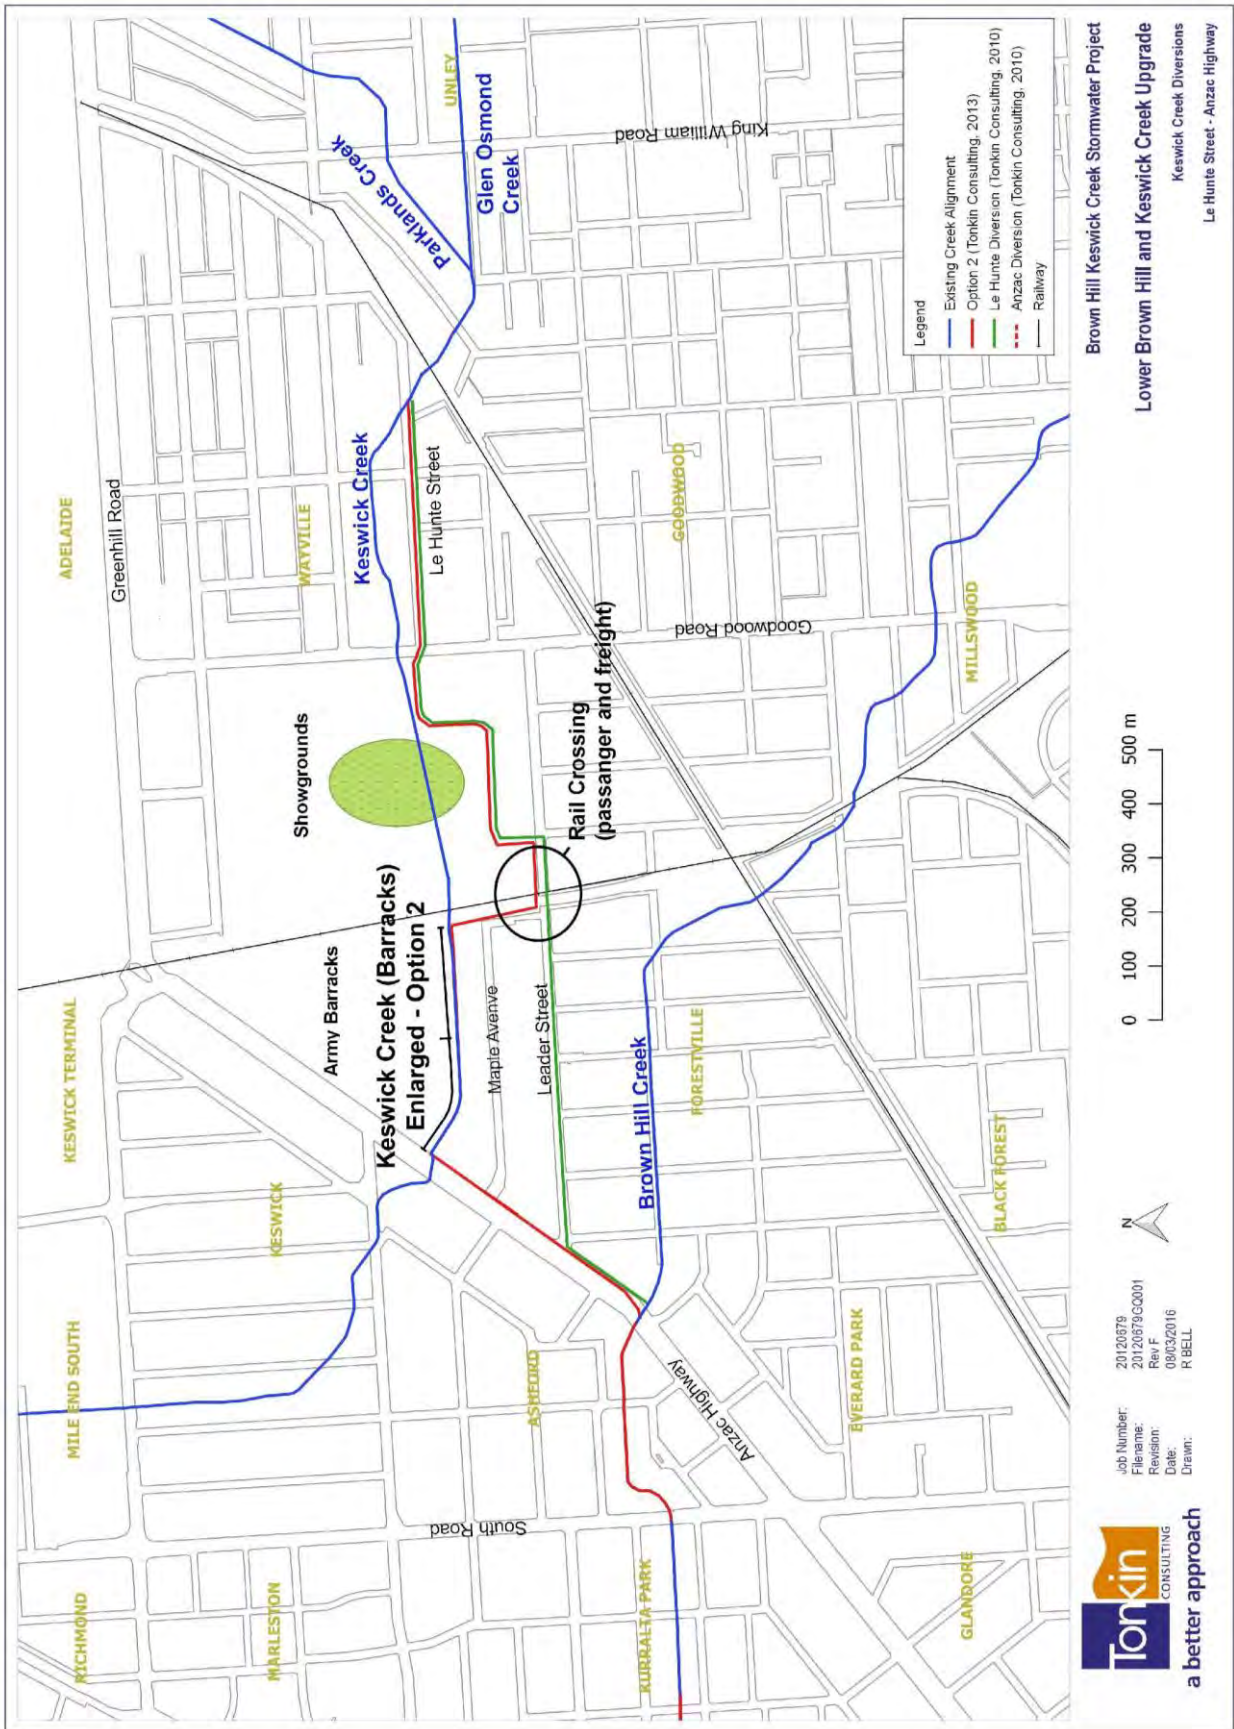 ADELAIDE
Greenhill Road
WAYVILLE
Keswick Creek
Le Hunte Street
Parklands Creek
UNLEY
Glen Osmond
Creek
King William Road
GOODWOOD
Goodwood Road
MILLSWOOD
Showgrounds
Rail Crossing
(passanger and freight)
Keswick Creek (Barracks)
Enlarged - Option 2
Army Barracks
Maple Avenve
Leader Street
Brown Hill Creek
FORESTVILLE
BLACK FOREST
KESWICK TERMINAL
KESWICK
MILE END SOUTH
ASHFORD
Anzac Highway
EVERARD PARK
South Road
RICHMOND
MARLESTON
KURRALTA PARK
GLANDORE
Legend
Existing Creek Alignment
Option 2 (Tonkin Consulting, 2013)
Le Hunte Diversion (Tonkin Consulting, 2010)
Anzac Diversion (Tonkin Consulting, 2010)
Railway
Tonkin
CONSULTING
a better approach
Job Number: 20120679
Filename: 20120679GQ001
Revision: Rev F
Date: 08/03/2016
Drawn: R BELL
N
0 100 200 300 400 500 m
Brown Hill Keswick Creek Stormwater Project
Lower Brown Hill and Keswick Creek Upgrade
Keswick Creek Diversions
Le Hunte Street - Anzac Highway